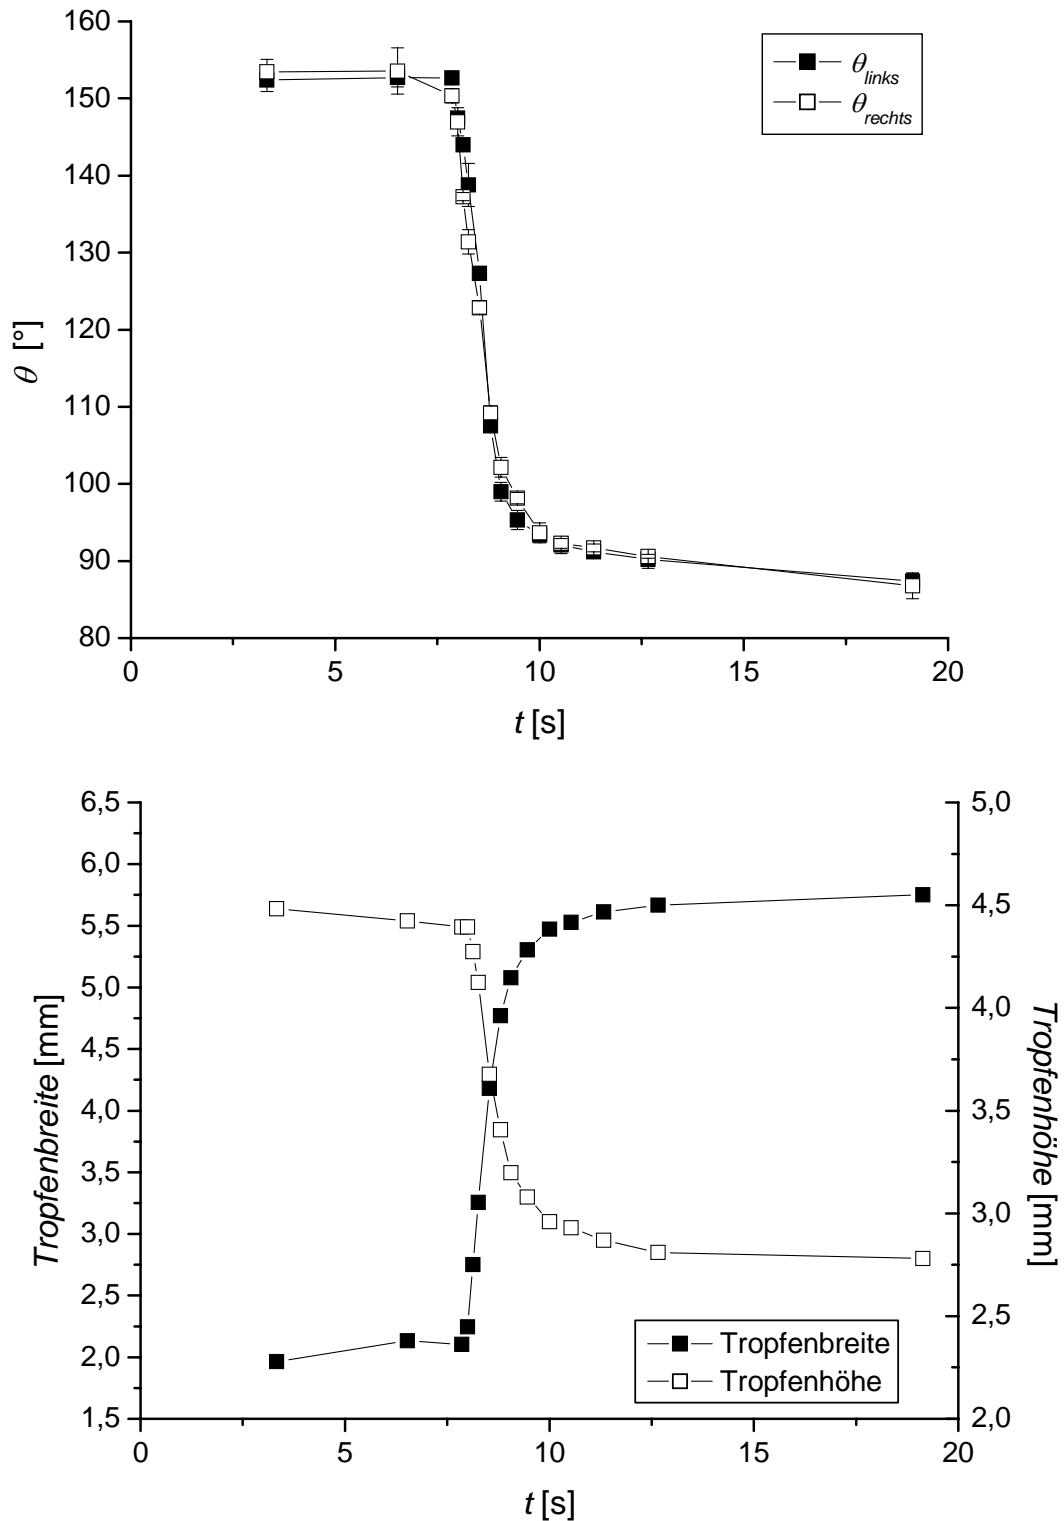 160
150
140
130
120
110
100
90
80
θ [°]
θlinks
θrechts
0 5 10 15 20
t [s]
6,5
6,0
5,5
5,0
4,5
4,0
3,5
3,0
2,5
2,0
1,5
Tropfenbreite [mm]
5,0
4,5
4,0
3,5
3,0
2,5
2,0
Tropfenhöhe [mm]
Tropfenbreite
Tropfenhöhe
0 5 10 15 20
t [s]